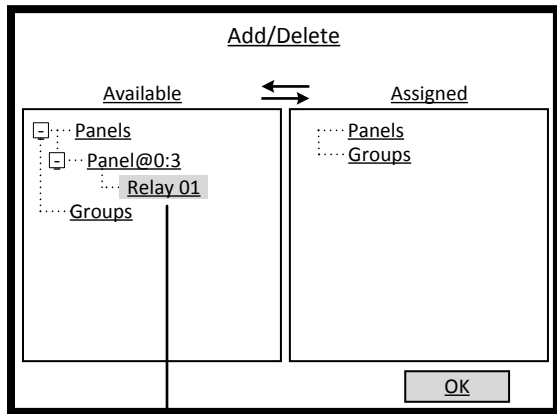 Add/Delete
Available
Assigned
Panels
Panel@0:3
Relay 01
Groups
Panels
Groups
OK